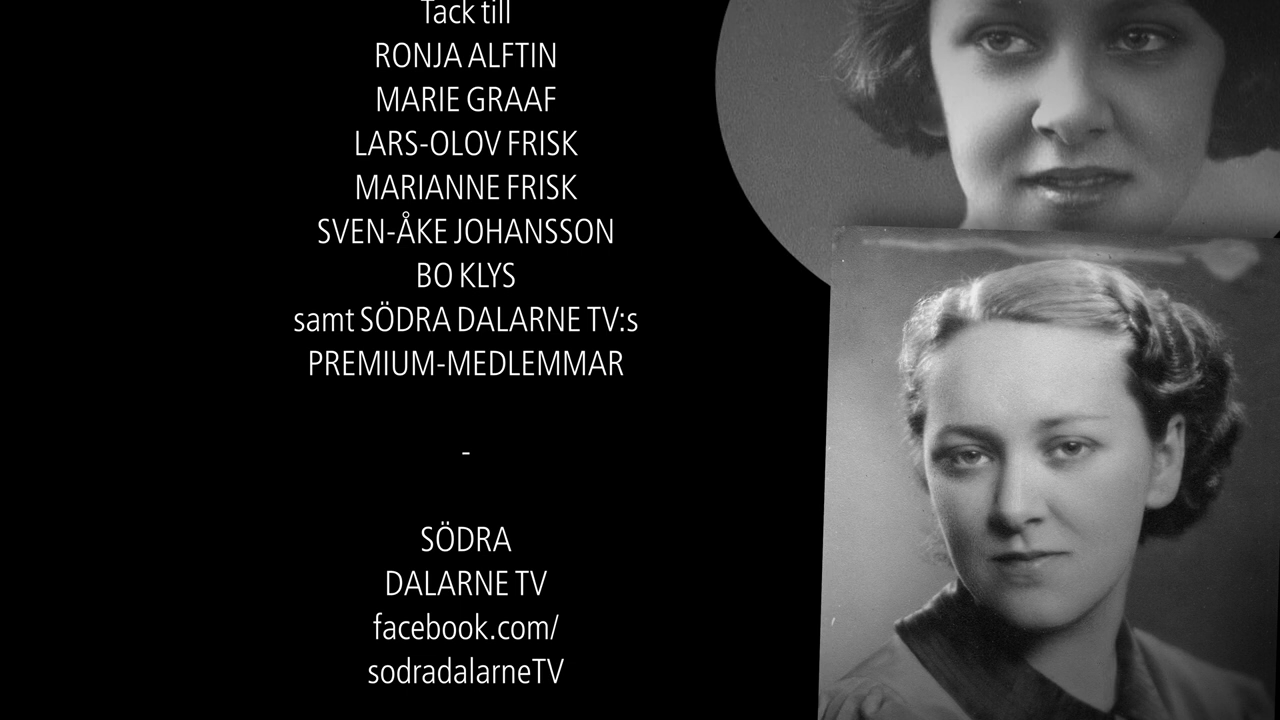 Tack till
RONJA ALFTIN
MARIE GRAAF
LARS-OLOV FRISK
MARIANNE FRISK
SVEN-ÅKE JOHANSSON
BO KLYS
samt SÖDRA DALARNE TV:s
PREMIUM-MEDLEMMAR
-
SÖDRA
DALARNE TV
facebook.com/
sodradalarneTV